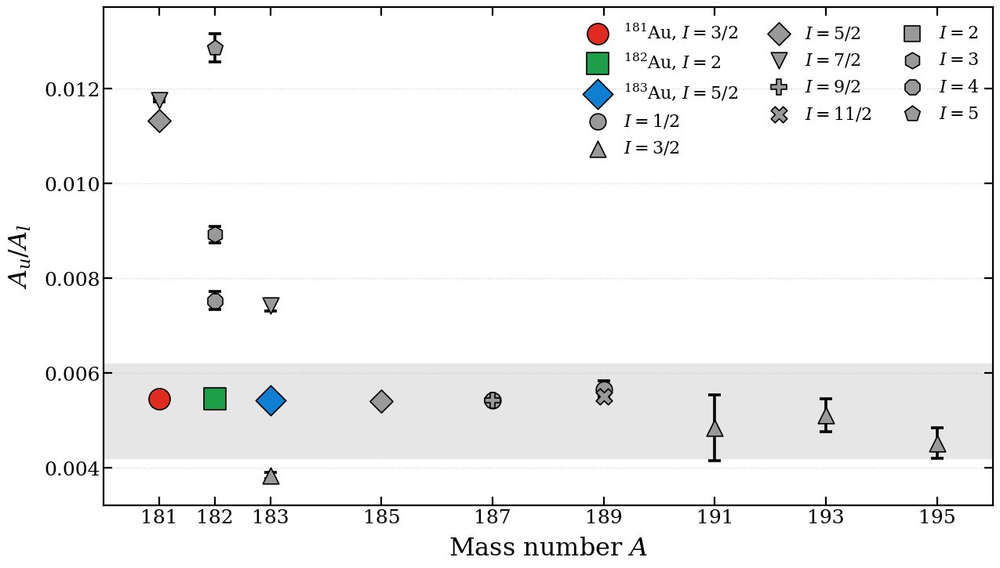 0.012
0.010
0.008
0.006
0.004
A_u/A_l
181 182 183 185 187 189 191 193 195
Mass number A
¹⁸¹Au, I = 3/2
¹⁸²Au, I = 2
¹⁸³Au, I = 5/2
I = 1/2
I = 3/2
I = 5/2
I = 7/2
I = 9/2
I = 11/2
I = 2
I = 3
I = 4
I = 5